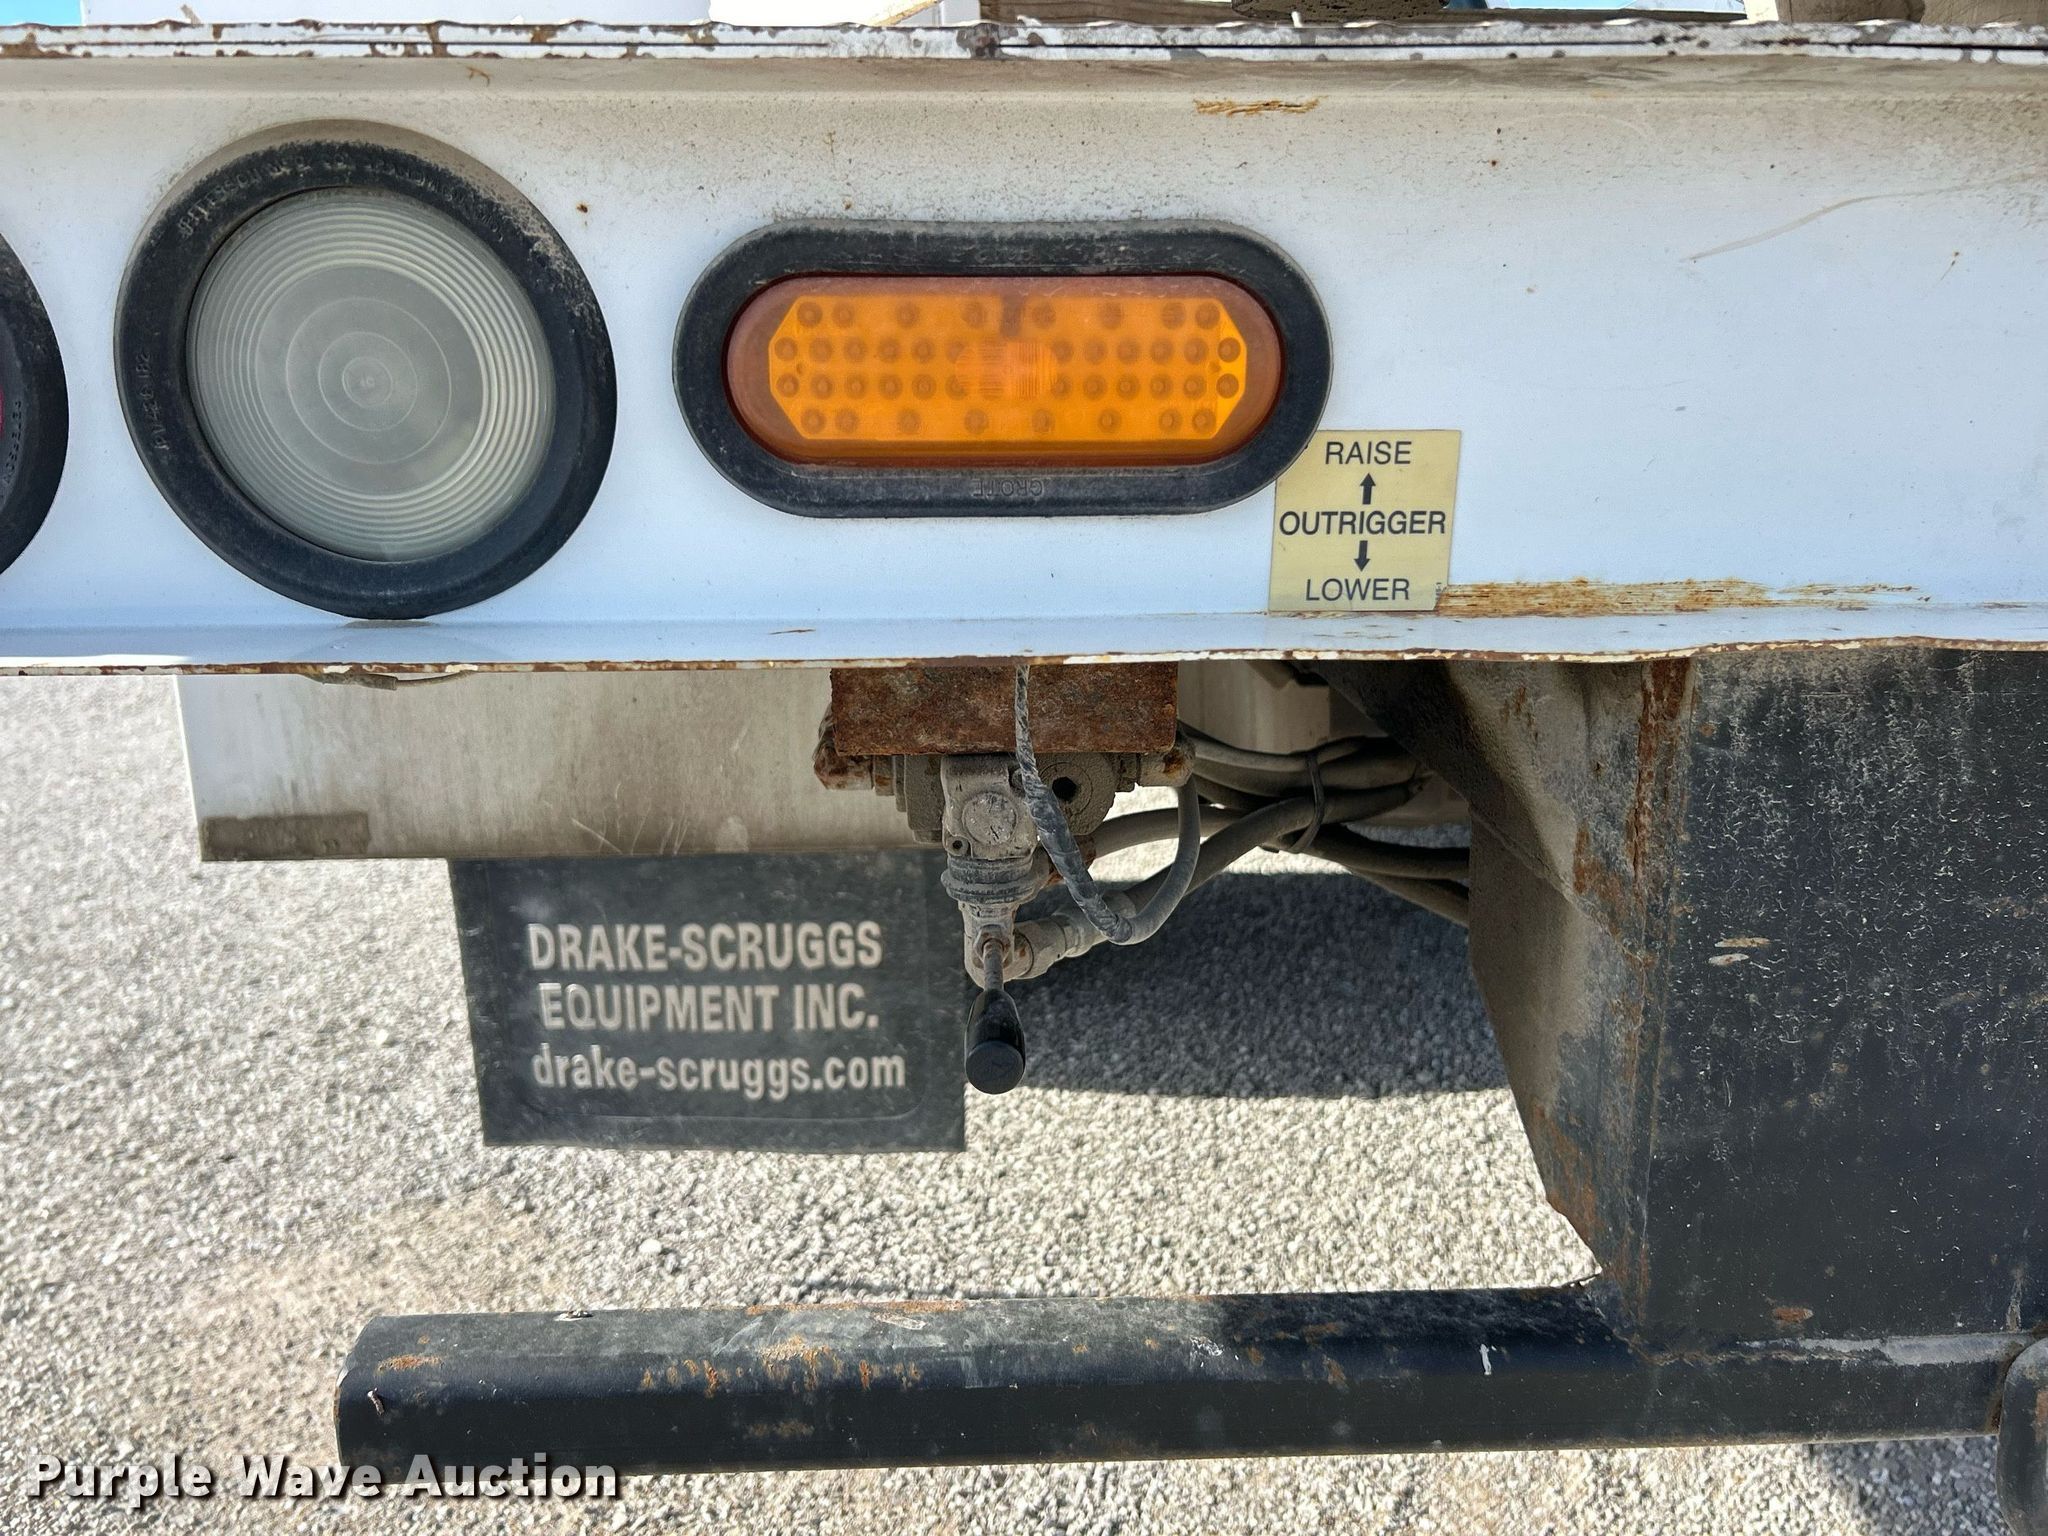 RAISE
OUTRIGGER
LOWER
GROTE
DRAKE-SCRUGGS
EQUIPMENT INC.
drake-scruggs.com
Purple Wave Auction